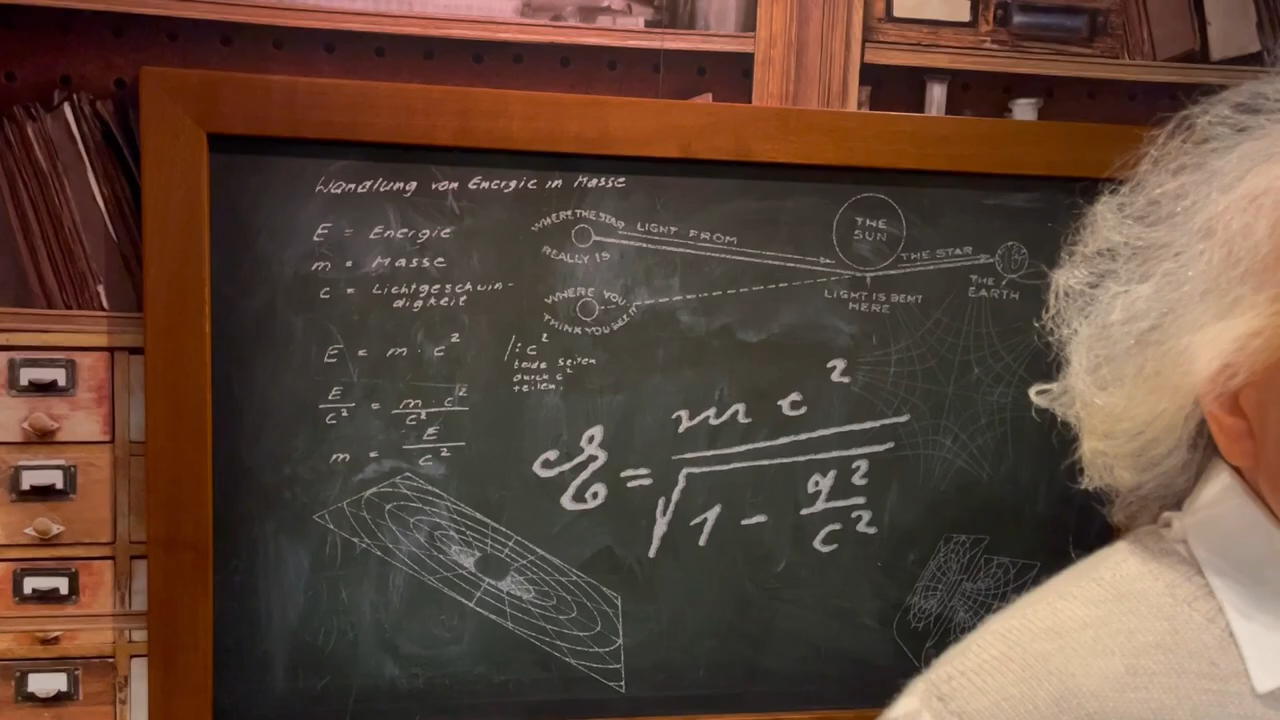 Wandlung von Energie in Masse
E = Energie
m = Masse
c = Lichtgeschwin-
digkeit
E = m · c²
/: c²
beide seiten
durch c²
teilen.
E/c² = m · c²/c²
m = E/c²
WHERE THE STAR
REALLY IS
LIGHT FROM
THE
SUN
THE STAR
THE
EARTH
WHERE YOU
THINK YOU SEE IT
LIGHT IS BENT
HERE
E = mc²/√(1 - q²/c²)